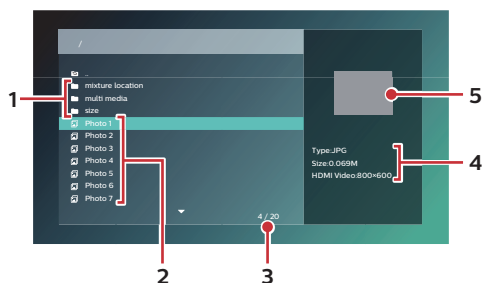 /
..
mixture location
multi media
size
Photo 1
Photo 2
Photo 3
Photo 4
Photo 5
Photo 6
Photo 7
4 / 20
Type:JPG
Size:0.069M
HDMI Video:800×600
1
2
3
4
5